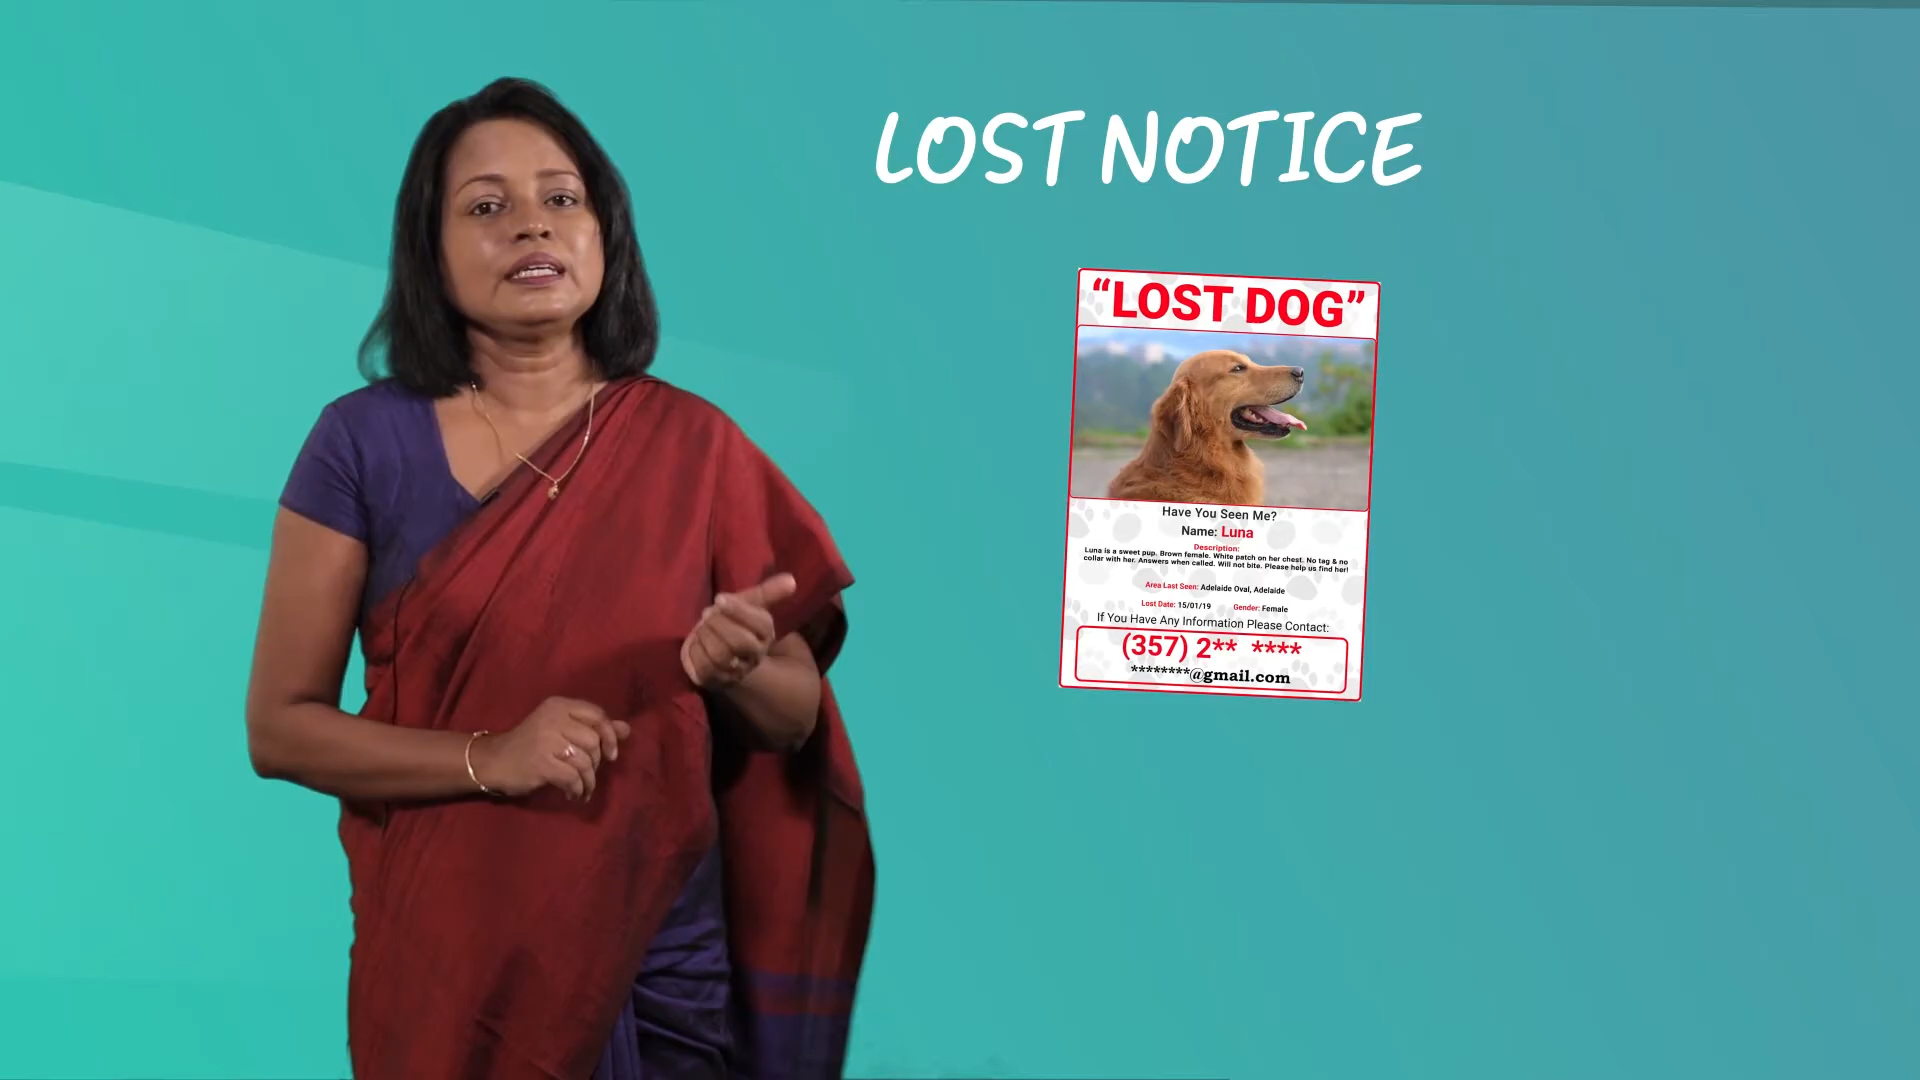 LOST NOTICE
“LOST DOG”
Have You Seen Me?
Name: Luna
Description:
Luna is a sweet pup. Brown female. White patch on her chest. No tag & no
collar with her. Answers when called. Will not bite. Please help us find her!
Area Last Seen: Adelaide Oval, Adelaide
Lost Date: 15/01/19 Gender: Female
If You Have Any Information Please Contact:
(357) 2** ****
********@gmail.com